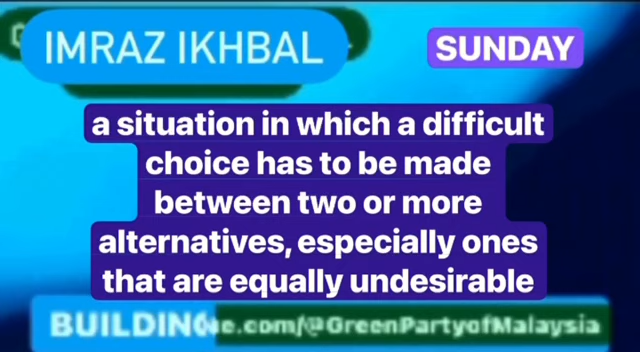 IMRAZ IKHBAL
SUNDAY
a situation in which a difficult
choice has to be made
between two or more
alternatives, especially ones
that are equally undesirable
BUILDING
e.com/@GreenPartyofMalaysia